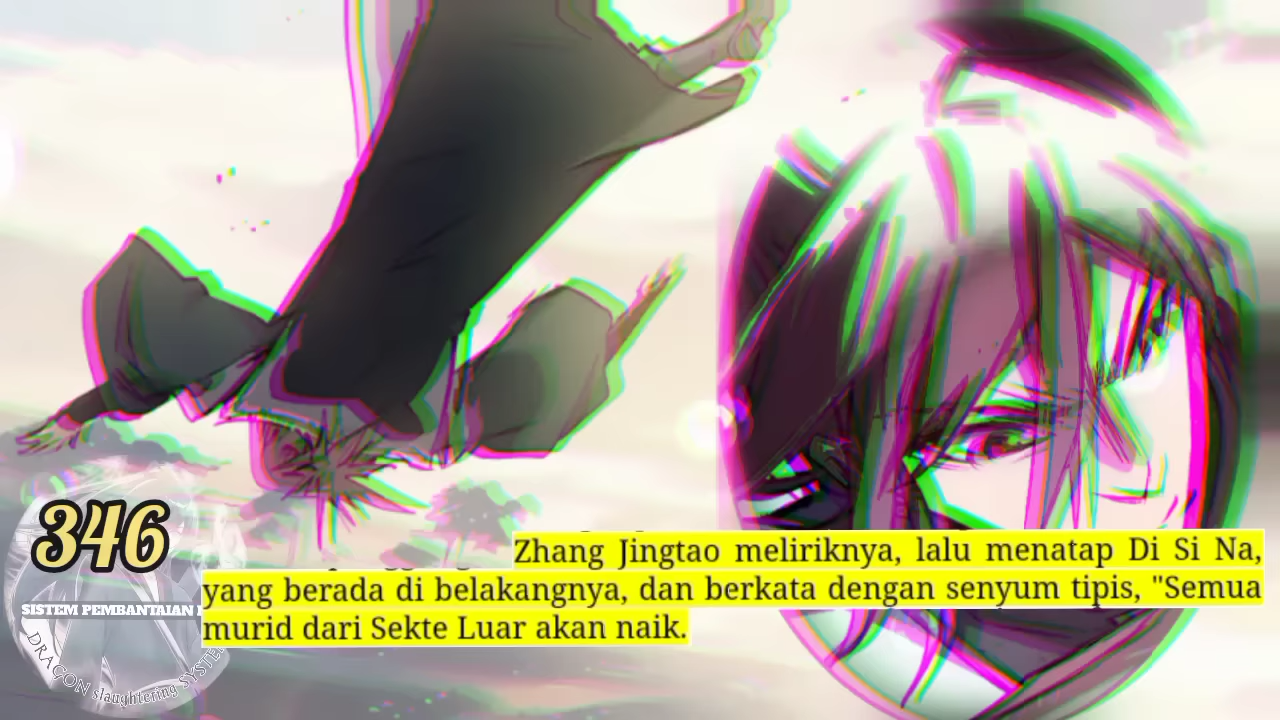 346
Zhang Jingtao meliriknya, lalu menatap Di Si Na,
yang berada di belakangnya, dan berkata dengan senyum tipis, "Semua
murid dari Sekte Luar akan naik.
SISTEM PEMBANTAIAN
DRAGON slaughtering SYSTEM